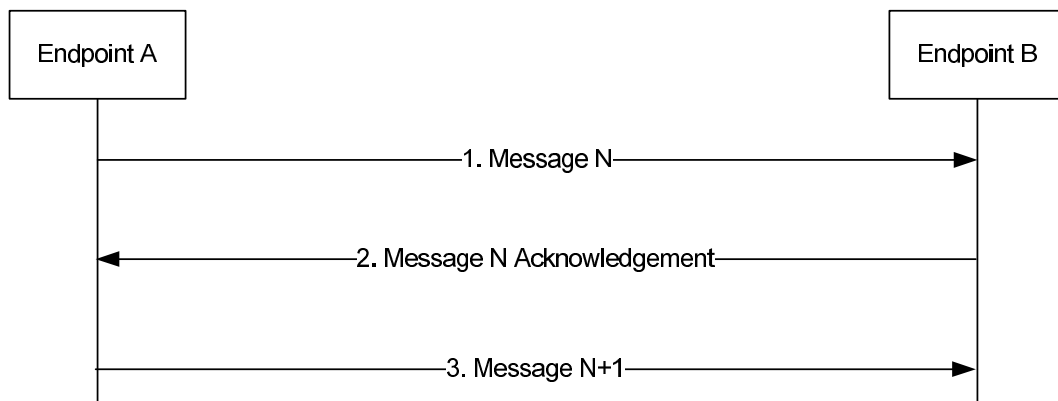 Endpoint A
Endpoint B
1. Message N
2. Message N Acknowledgement
3. Message N+1